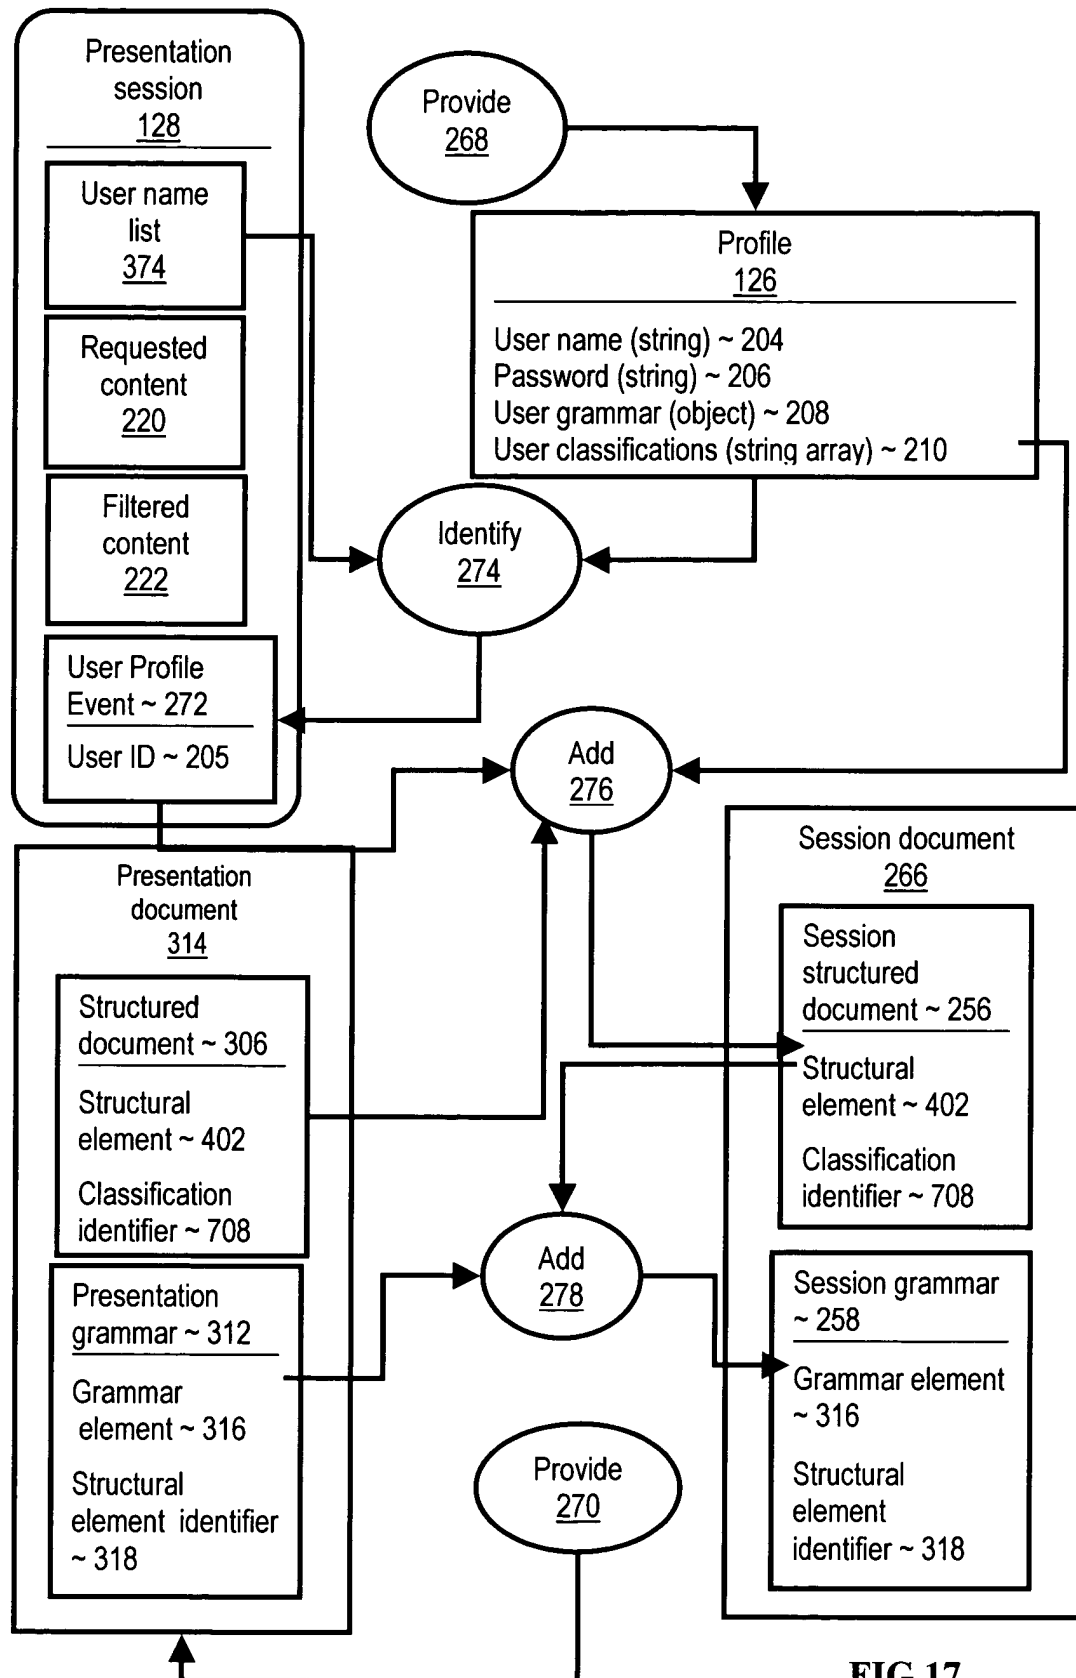 Presentation
session
128
User name
list
374
Requested
content
220
Filtered
content
222
User Profile
Event ~ 272
User ID ~ 205
Provide
268
Profile
126
User name (string) ~ 204
Password (string) ~ 206
User grammar (object) ~ 208
User classifications (string array) ~ 210
Identify
274
Add
276
Presentation
document
314
Structured
document ~ 306
Structural
element ~ 402
Classification
identifier ~ 708
Presentation
grammar ~ 312
Grammar
element ~ 316
Structural
element identifier
~ 318
Add
278
Provide
270
Session document
266
Session
structured
document ~ 256
Structural
element ~ 402
Classification
identifier ~ 708
Session grammar
~ 258
Grammar element
~ 316
Structural
element
identifier ~ 318
FIG.17